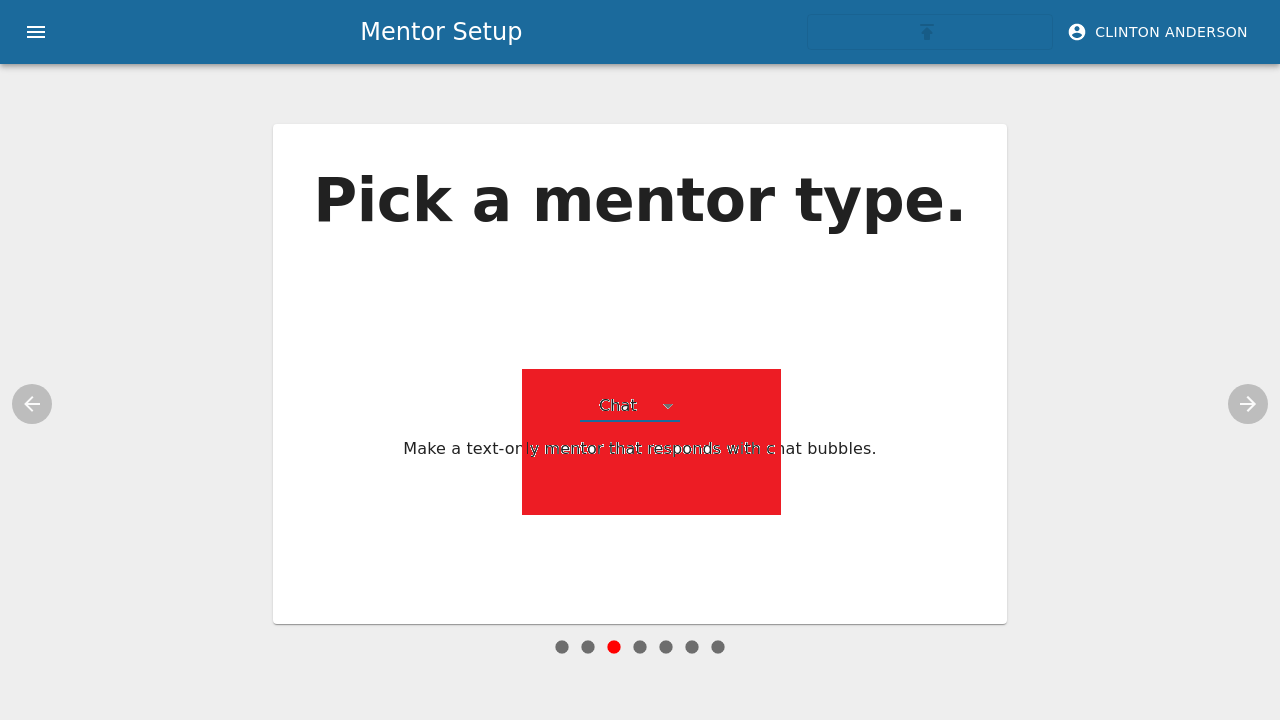 Mentor Setup
CLINTON ANDERSON
Pick a mentor type.
Chat
Make a text-only mentor that responds with chat bubbles.